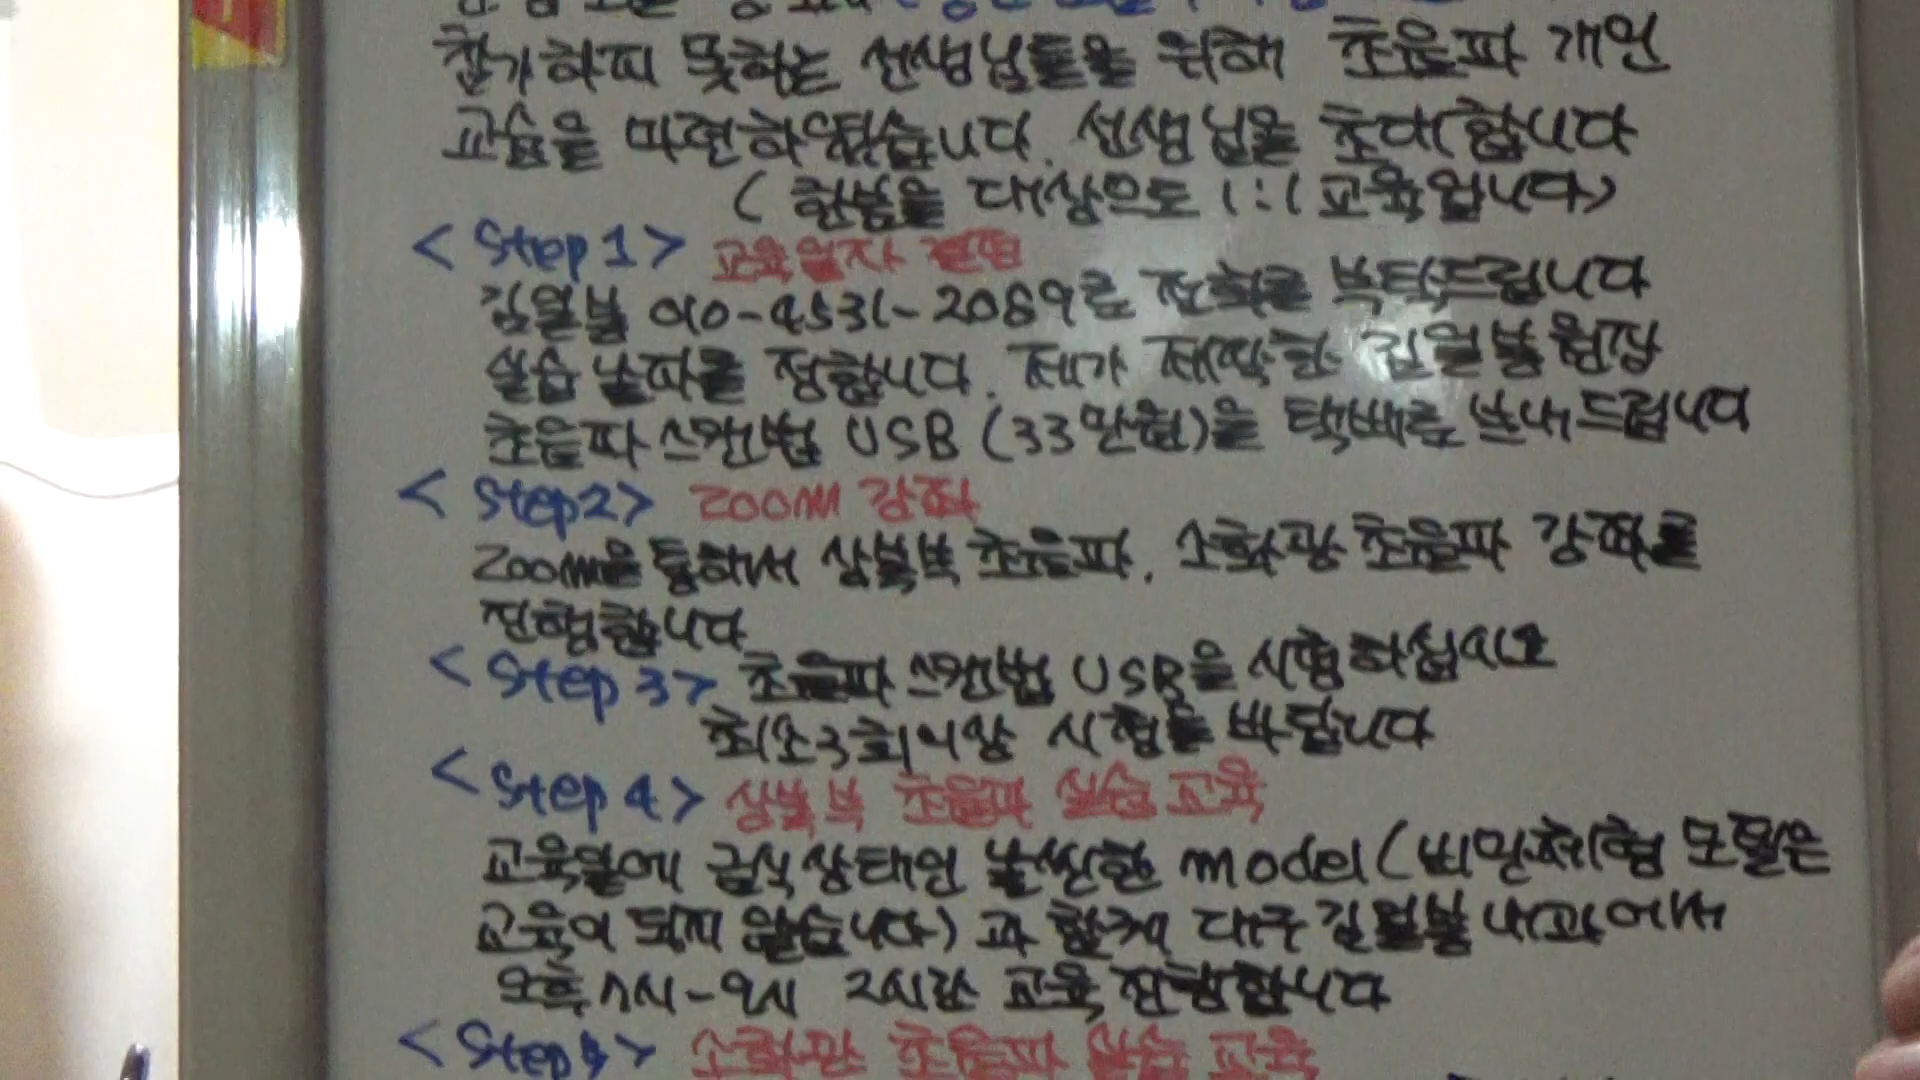 참가하지 못하는 선생님들을 위해 초음파 개인
교습을 마련하였습니다. 선생님을 초대합니다
(한분을 대상으로 1:1 교육입니다)
<Step 1> 교육일자 결정
김일봉 010-4531-2089로 전화를 부탁드립니다
실습 날짜를 정합니다. 제가 제작한 김일봉 원장
초음파 스캔법 USB (33만원)을 택배로 보내드립니다
<Step2> ZOOM 강좌
Zoom을 통해서 상복부 초음파, 소화관 초음파 강좌를
진행합니다
<Step 3> 초음파 스캔법 USB을 시청하십시오
최소 3회이상 시청을 바랍니다
<Step 4> 상복부 초음파 실습 교육
교육일에 금식상태인 날씬한 model (비만체형 모델은
교육이 되지 않습니다)과 함께 대구 김일봉내과에서
오후 7시-9시 2시간 교육 진행합니다
<Step 5> 소화관 초음파 실습 교육